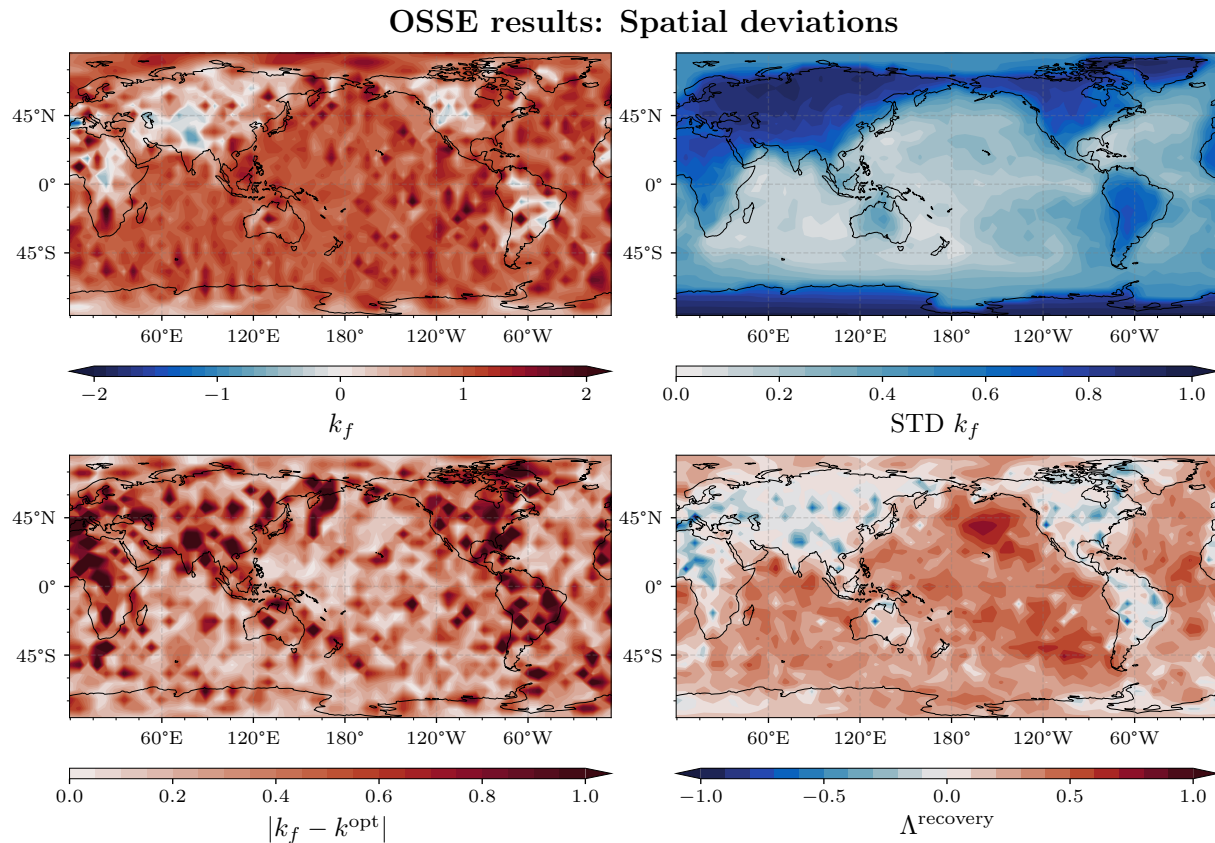 OSSE results: Spatial deviations
45°N
0°
45°S
60°E 120°E 180° 120°W 60°W
60°E 120°E 180° 120°W 60°W
−2 −1 0 1 2
0.0 0.2 0.4 0.6 0.8 1.0
k_f
STD k_f
45°N 45°N
0° 0°
45°S 45°S
60°E 120°E 180° 120°W 60°W
60°E 120°E 180° 120°W 60°W
0.0 0.2 0.4 0.6 0.8 1.0
−1.0 −0.5 0.0 0.5 1.0
|k_f − k^opt|
Λ^recovery